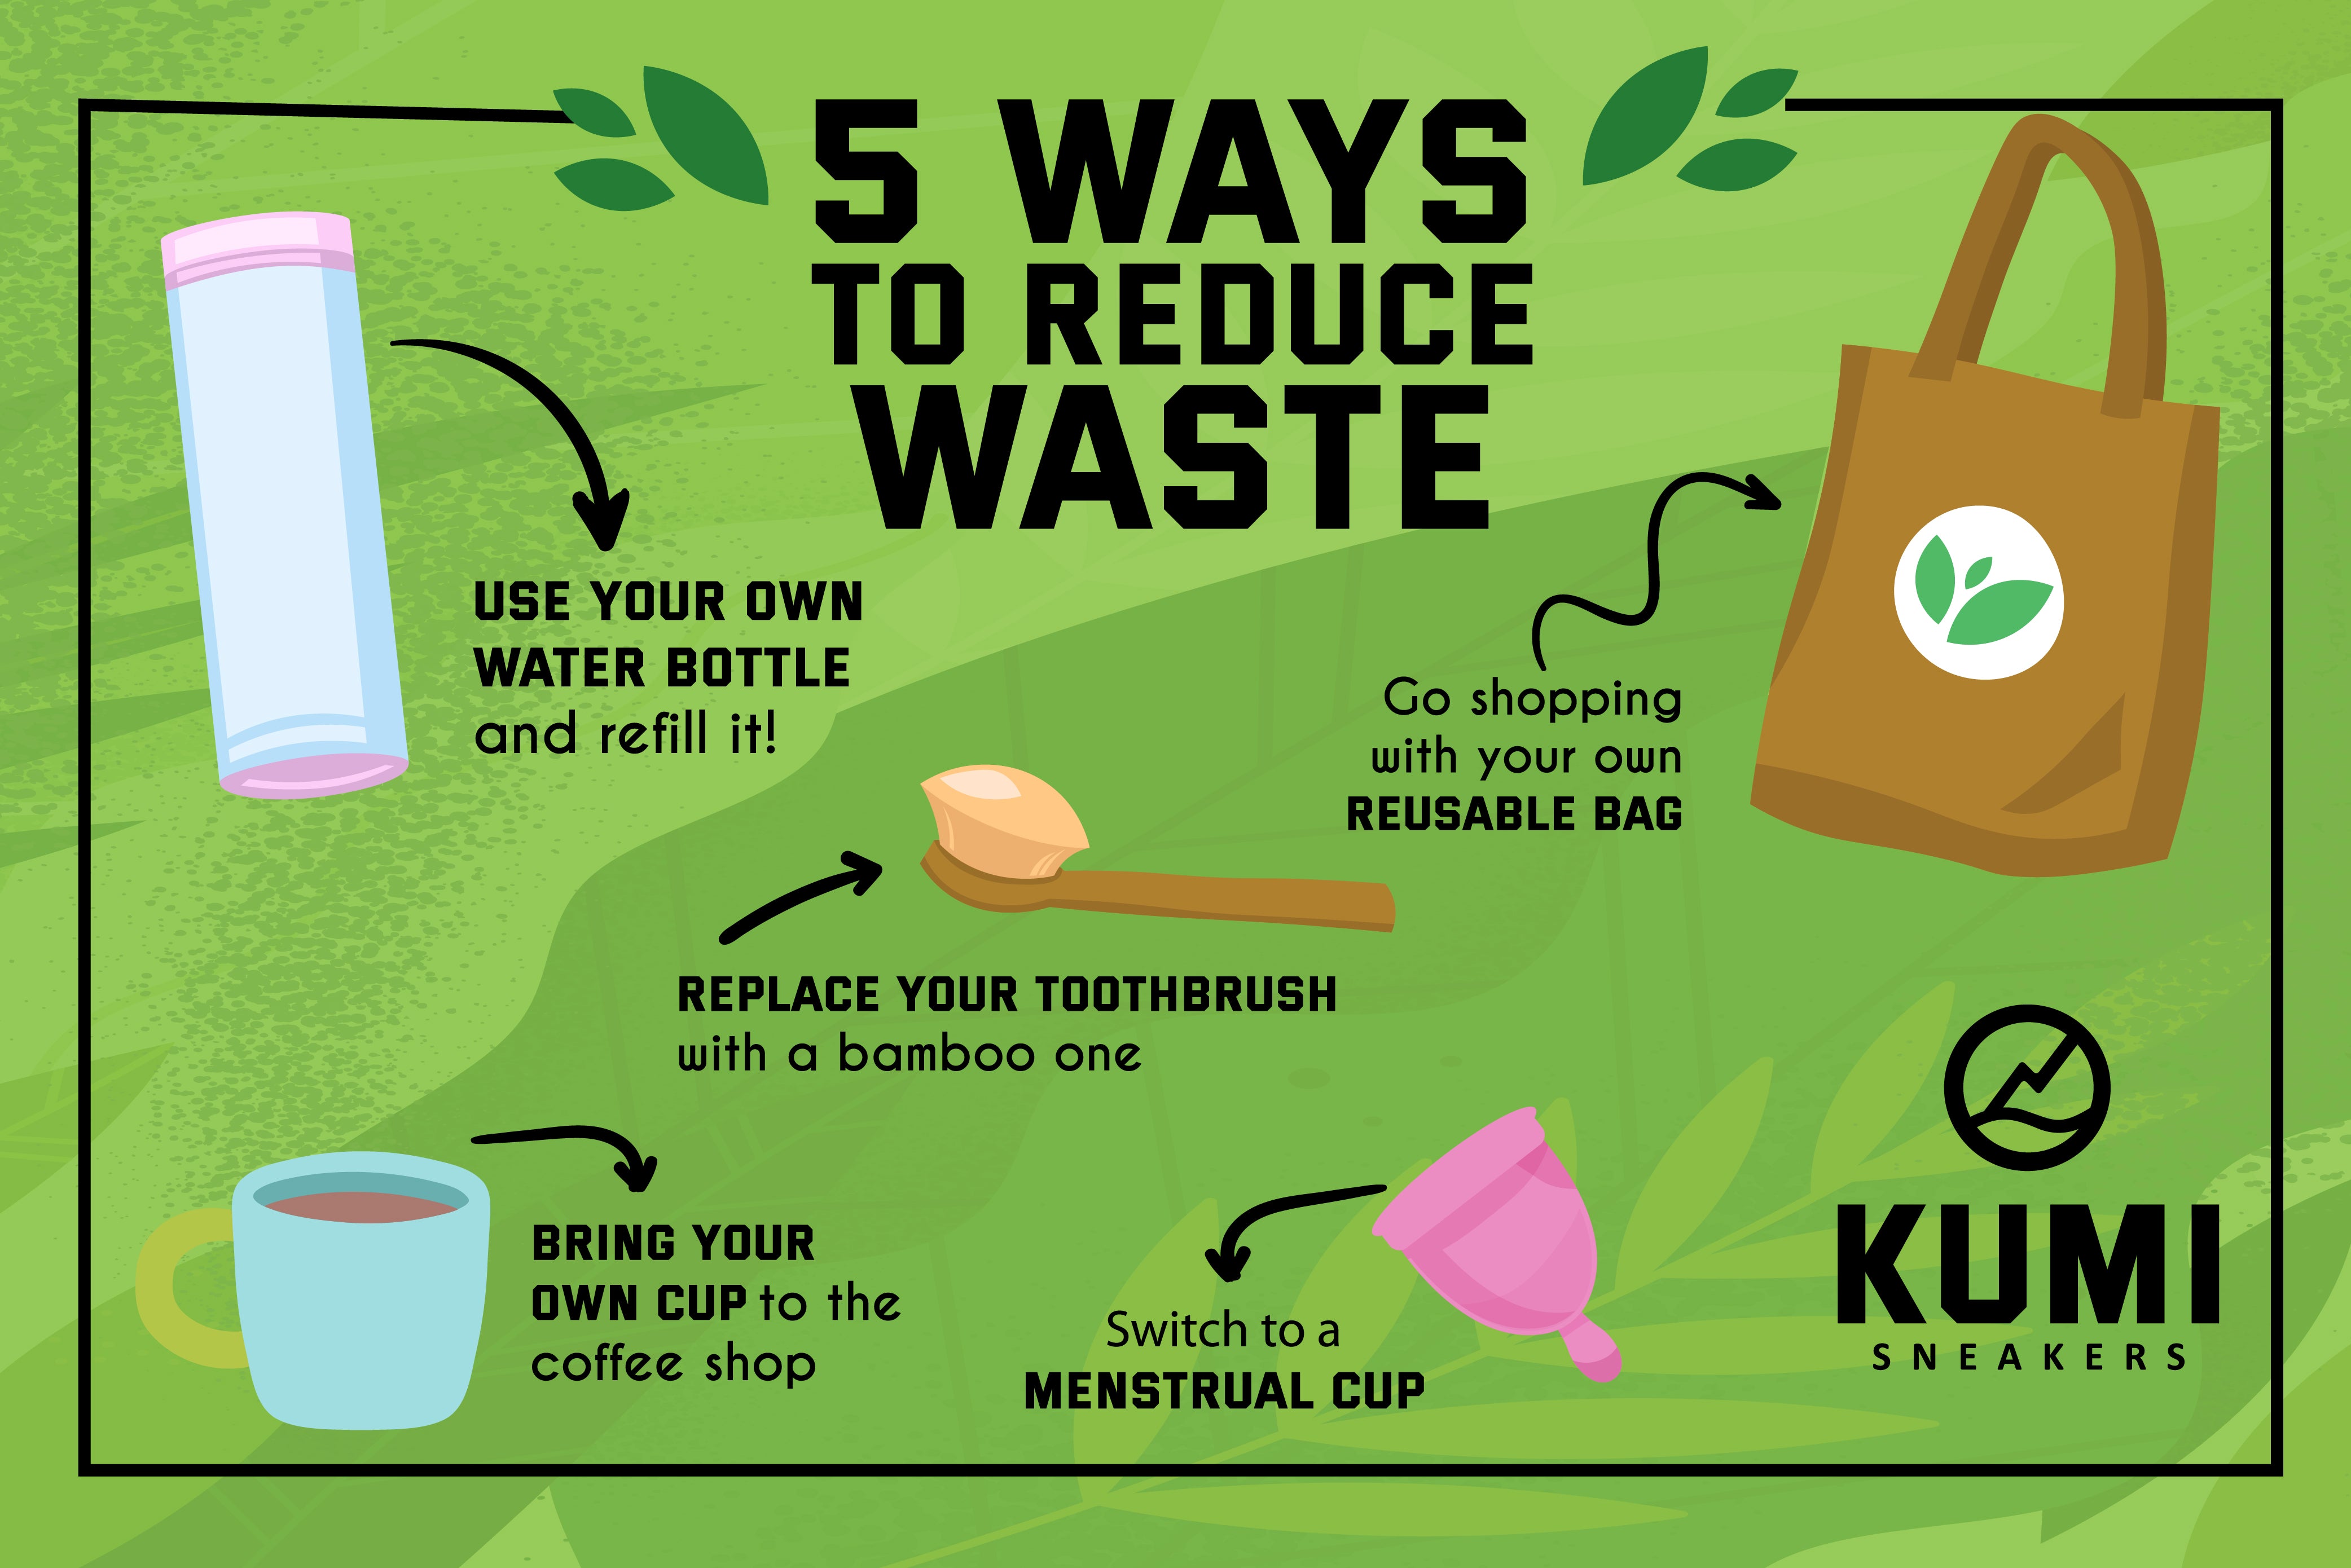 5 WAYS
TO REDUCE
WASTE
USE YOUR OWN
WATER BOTTLE
and refill it!
Go shopping
with your own
REUSABLE BAG
REPLACE YOUR TOOTHBRUSH
with a bamboo one
BRING YOUR
OWN CUP to the
coffee shop
Switch to a
MENSTRUAL CUP
KUMI
SNEAKERS